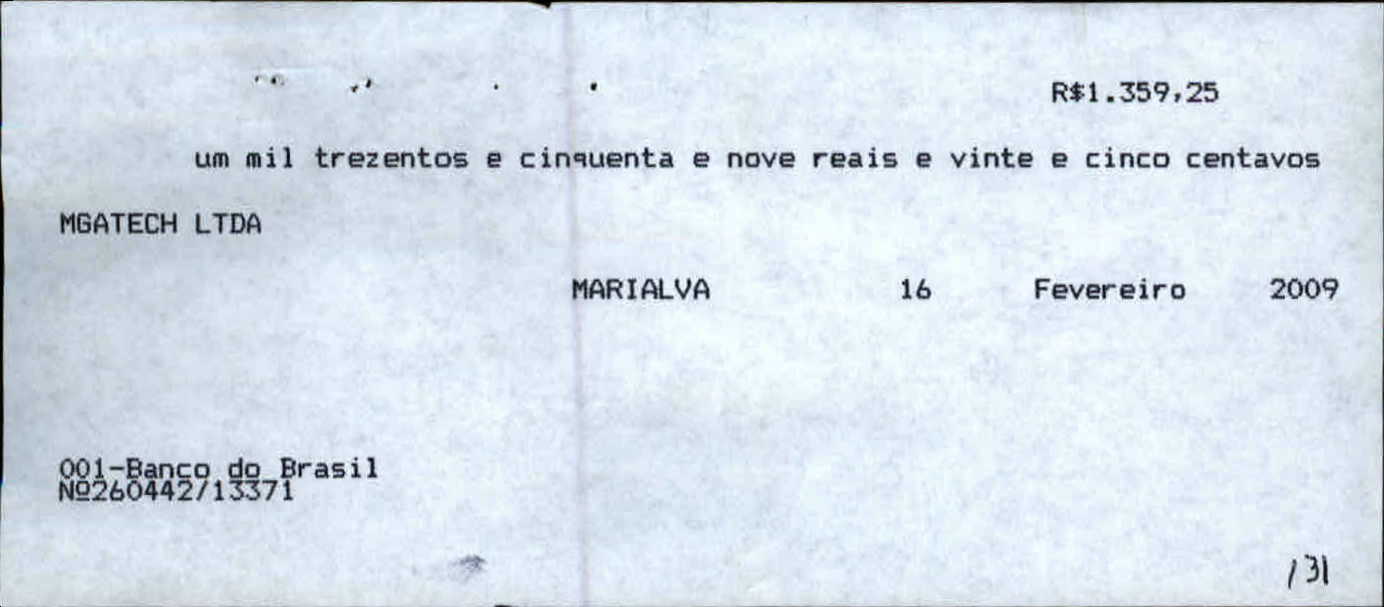 R$1.359,25
um mil trezentos e cinquenta e nove reais e vinte e cinco centavos
MGATECH LTDA
MARIALVA 16 Fevereiro 2009
001-Banco do Brasil
Nº260442/13371
131